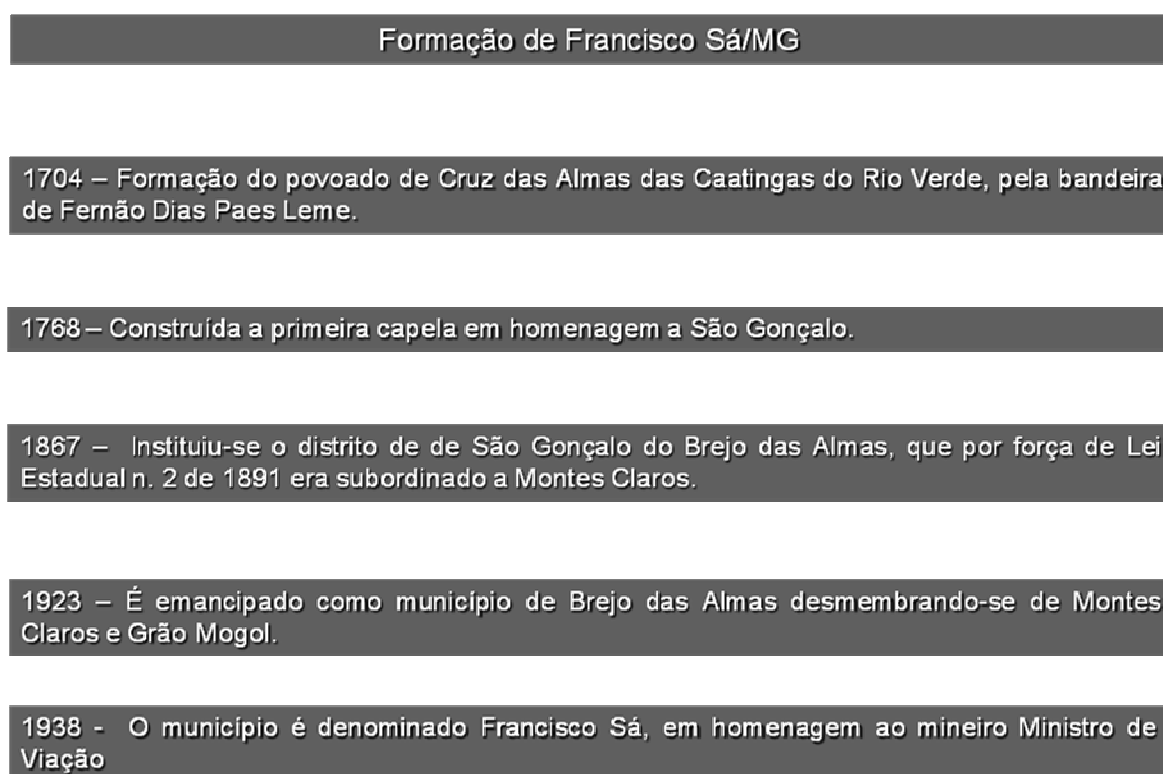 Formação de Francisco Sá/MG
1704 – Formação do povoado de Cruz das Almas das Caatingas do Rio Verde, pela bandeira
de Fernão Dias Paes Leme.
1768 – Construída a primeira capela em homenagem a São Gonçalo.
1867 – Instituiu-se o distrito de de São Gonçalo do Brejo das Almas, que por força de Lei
Estadual n. 2 de 1891 era subordinado a Montes Claros.
1923 – É emancipado como município de Brejo das Almas desmembrando-se de Montes
Claros e Grão Mogol.
1938 - O município é denominado Francisco Sá, em homenagem ao mineiro Ministro de
Viação